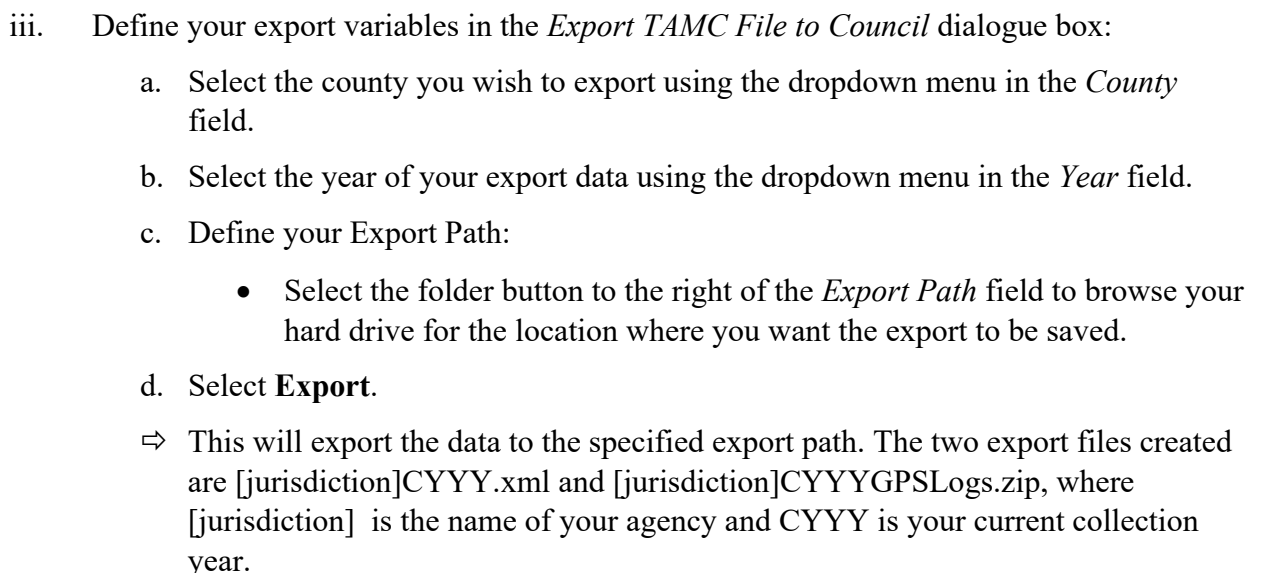 iii. Define your export variables in the Export TAMC File to Council dialogue box:
a. Select the county you wish to export using the dropdown menu in the County
field.
b. Select the year of your export data using the dropdown menu in the Year field.
c. Define your Export Path:
• Select the folder button to the right of the Export Path field to browse your
hard drive for the location where you want the export to be saved.
d. Select Export.
⇨ This will export the data to the specified export path. The two export files created
are [jurisdiction]CYYY.xml and [jurisdiction]CYYYGPSLogs.zip, where
[jurisdiction] is the name of your agency and CYYY is your current collection
year.